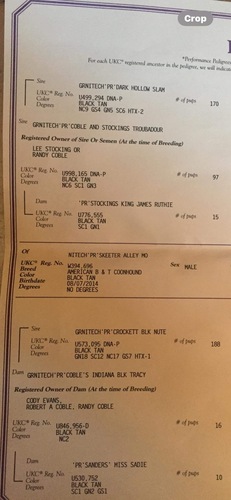 Crop
*Performance Pedigree
For each UKC® registered ancestor in the pedigree, we will indicate
Sire GRNITECH'PR'DARK HOLLOW SLAM
UKC® Reg. No. U499,294 DNA-P # of pups 170
Color BLACK TAN
Degrees NC9 GS4 GN5 SC6 HTX-2
Sire GRNITECH'PR'COBLE AND STOCKINGS TROUBADOUR
Registered Owner of Sire Or Semen (At time of Breeding)
LEE STOCKING OR
RANDY COBLE
UKC® Reg. No. U998,165 DNA-P # of pups 97
Color BLACK TAN
Degrees NC6 SC1 GN3
Dam 'PR'STOCKINGS KING JAMES RUTHIE
UKC® Reg. No. U776,555 # of pups 15
Color BLACK TAN
Degrees SC1 GN1
Of NITECH'PR'SKEETER ALLEY MO
UKC® Reg. No. W394,696 Sex MALE
Breed AMERICAN B & T COONHOUND
Color BLACK TAN
Birthdate 08/07/2014
Degrees NO DEGREES
Sire GRNITECH'PR'CROCKETT BLK NUTE
UKC® Reg. No. U573,095 DNA-P # of pups 188
Color BLACK TAN
Degrees GN18 SC12 NC17 GS7 HTX-1
Dam GRNITECH'PR'COBLE'S INDIANA BLK TRACY
Registered Owner of Dam (At time of Breeding)
CODY EVANS,
ROBERT A COBLE, RANDY COBLE
UKC® Reg. No. U846,956-D # of pups 16
Color BLACK TAN
Degrees NC2
Dam 'PR'SANDERS' MISS SADIE
UKC® Reg. No. U530,752 # of pups 10
Color BLACK TAN
Degrees SC1 GN2 GS1